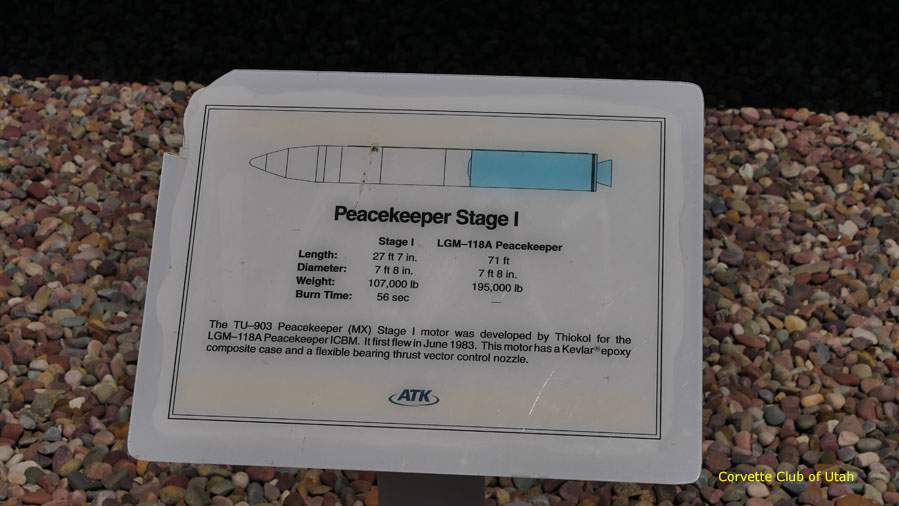 Peacekeeper Stage I
Stage I LGM–118A Peacekeeper
Length: 27 ft 7 in. 71 ft
Diameter: 7 ft 8 in. 7 ft 8 in.
Weight: 107,000 lb 195,000 lb
Burn Time: 56 sec —
The TU–903 Peacekeeper (MX) Stage I motor was developed by Thiokol for the
LGM–118A Peacekeeper ICBM. It first flew in June 1983. This motor has a Kevlar® epoxy
composite case and a flexible bearing thrust vector control nozzle.
ATK
Corvette Club of Utah